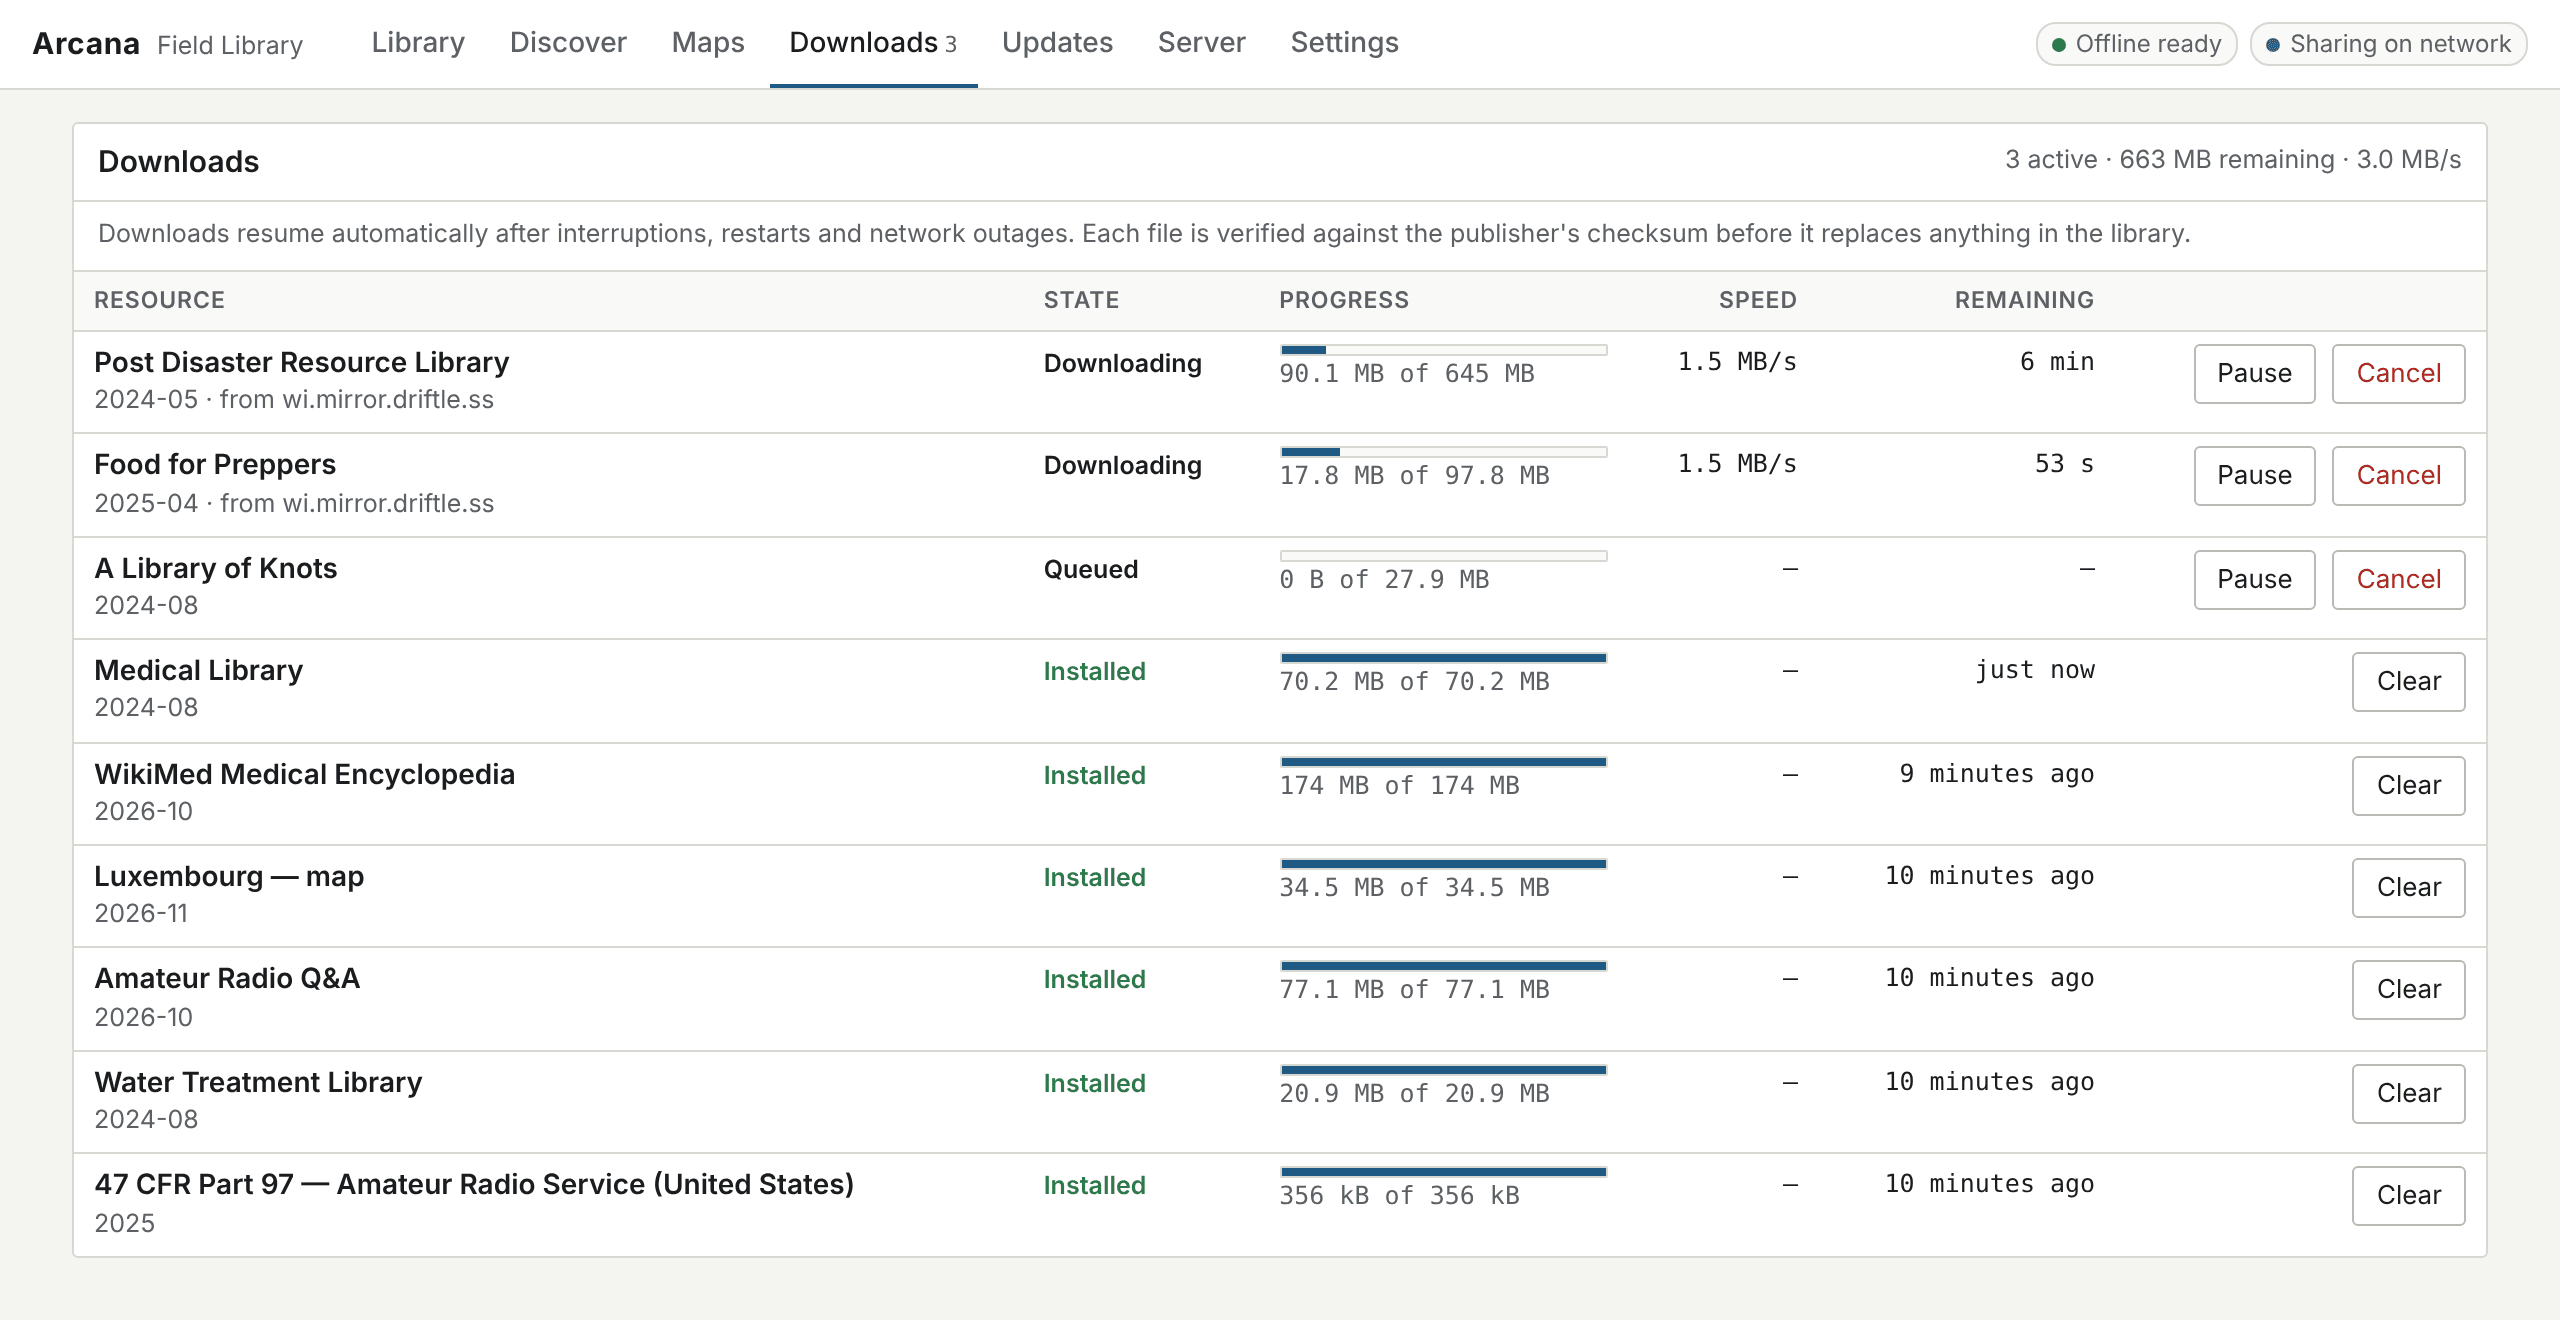 Arcana Field Library Library Discover Maps Downloads 3 Updates Server Settings Offline ready Sharing on network
Downloads 3 active · 663 MB remaining · 3.0 MB/s
Downloads resume automatically after interruptions, restarts and network outages. Each file is verified against the publisher's checksum before it replaces anything in the library.
RESOURCE STATE PROGRESS SPEED REMAINING
Post Disaster Resource Library Downloading 1.5 MB/s 6 min Pause Cancel
90.1 MB of 645 MB
2024-05 · from wi.mirror.driftle.ss
Food for Preppers Downloading 1.5 MB/s 53 s Pause Cancel
17.8 MB of 97.8 MB
2025-04 · from wi.mirror.driftle.ss
A Library of Knots Queued – – Pause Cancel
0 B of 27.9 MB
2024-08
Medical Library Installed – just now Clear
70.2 MB of 70.2 MB
2024-08
WikiMed Medical Encyclopedia Installed – 9 minutes ago Clear
174 MB of 174 MB
2026-10
Luxembourg — map Installed – 10 minutes ago Clear
34.5 MB of 34.5 MB
2026-11
Amateur Radio Q&A Installed – 10 minutes ago Clear
77.1 MB of 77.1 MB
2026-10
Water Treatment Library Installed – 10 minutes ago Clear
20.9 MB of 20.9 MB
2024-08
47 CFR Part 97 — Amateur Radio Service (United States) Installed – 10 minutes ago Clear
356 kB of 356 kB
2025